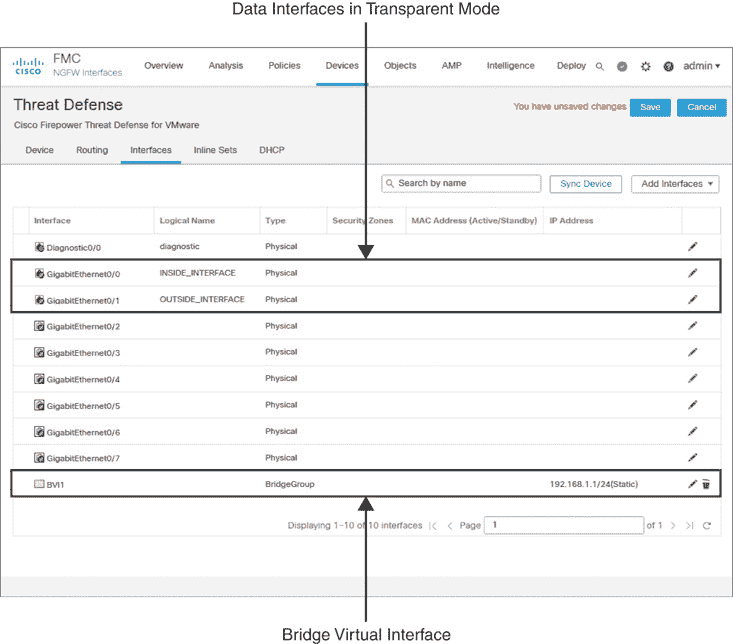 Data Interfaces in Transparent Mode
CISCO
FMC
NGFW Interfaces
Overview Analysis Policies Devices Objects AMP Intelligence Deploy admin
Threat Defense
You have unsaved changes Save Cancel
Cisco Firepower Threat Defense for VMware
Device Routing Interfaces Inline Sets DHCP
Search by name Sync Device Add Interfaces
Interface Logical Name Type Security Zones MAC Address (Active/Standby) IP Address
Diagnostic0/0 diagnostic Physical
GigabitEthernet0/0 INSIDE_INTERFACE Physical
GigabitEthernet0/1 OUTSIDE_INTERFACE Physical
GigabitEthernet0/2 Physical
GigabitEthernet0/3 Physical
GigabitEthernet0/4 Physical
GigabitEthernet0/5 Physical
GigabitEthernet0/6 Physical
GigabitEthernet0/7 Physical
BVI1 BridgeGroup 192.168.1.1/24(Static)
Displaying 1-10 of 10 interfaces Page 1 of 1
Bridge Virtual Interface